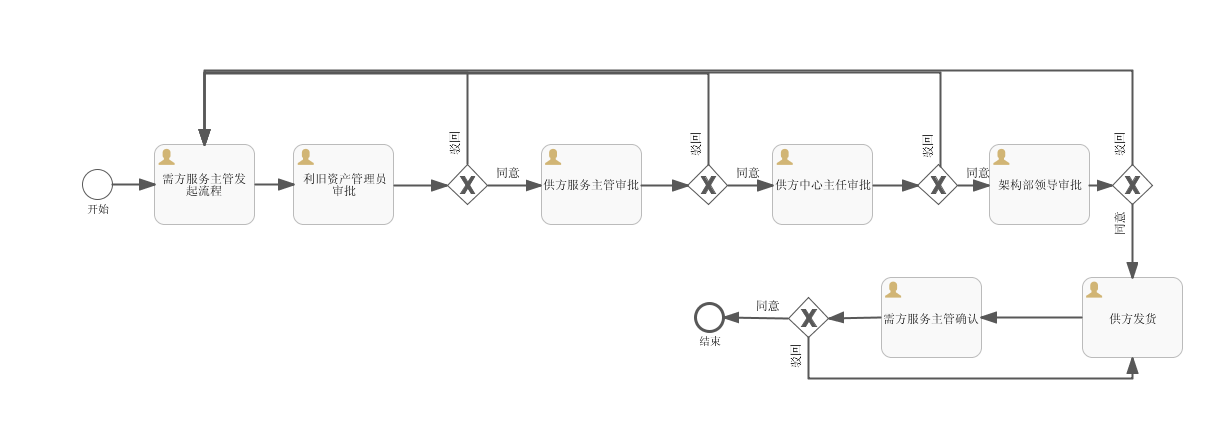 驳回
驳回
驳回
驳回
开始
需方服务主管发
起流程
利旧资产管理员
审批
同意
供方服务主管审批
同意
供方中心主任审批
同意
架构部领导审批
同意
供方发货
需方服务主管确认
同意
驳回
结束